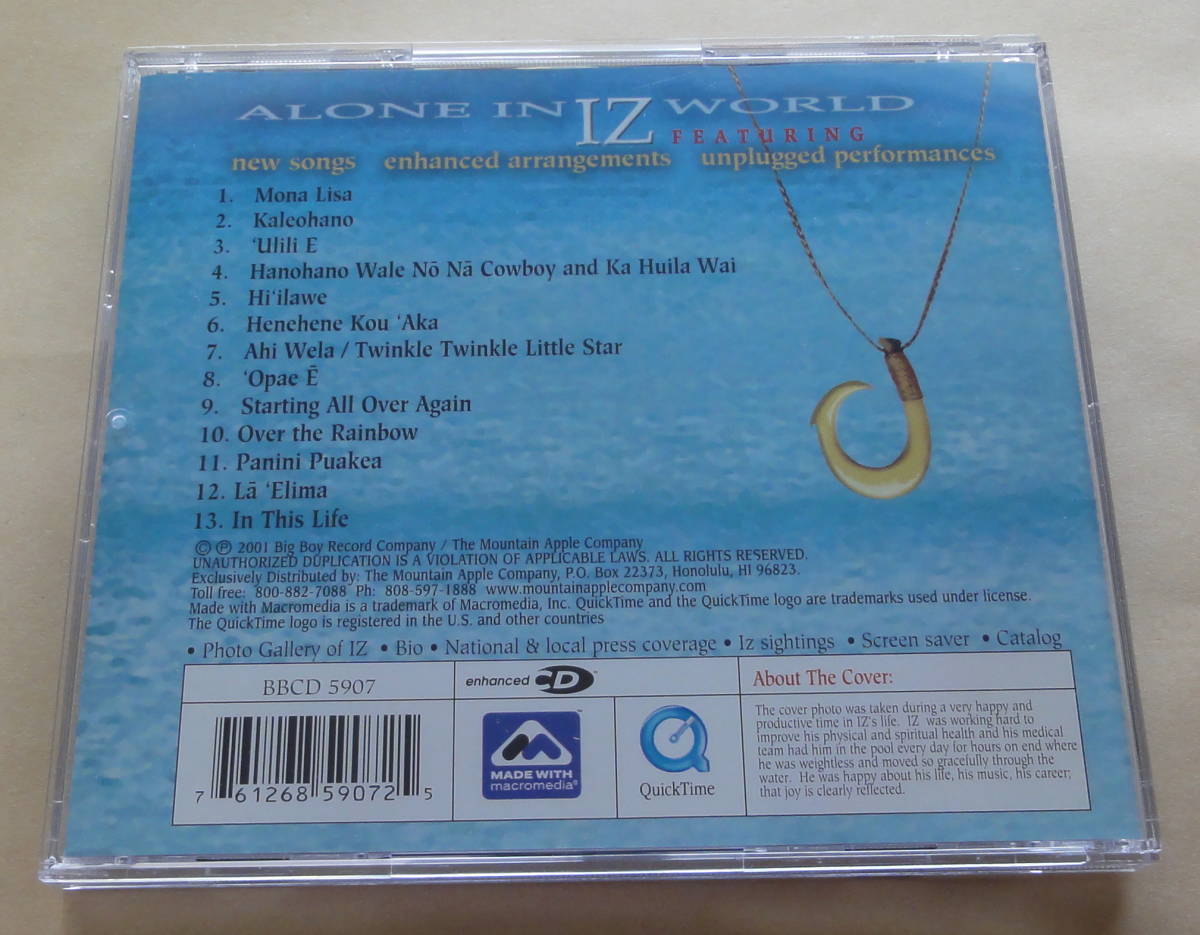 ALONE IN IZ WORLD
FEATURING
new songs enhanced arrangements unplugged performances
1. Mona Lisa
2. Kaleohano
3. ‘Ulili E
4. Hanohano Wale Nō Nā Cowboy and Ka Huila Wai
5. Hi‘ilawe
6. Henehene Kou ‘Aka
7. Ahi Wela / Twinkle Twinkle Little Star
8. ‘Opae Ē
9. Starting All Over Again
10. Over the Rainbow
11. Panini Puakea
12. Lā ‘Elima
13. In This Life
© ℗ 2001 Big Boy Record Company / The Mountain Apple Company
UNAUTHORIZED DUPLICATION IS A VIOLATION OF APPLICABLE LAWS. ALL RIGHTS RESERVED.
Exclusively Distributed by: The Mountain Apple Company, P.O. Box 22373, Honolulu, HI 96823.
Toll free: 800-882-7088 Ph: 808-597-1888 www.mountainapplecompany.com
Made with Macromedia is a trademark of Macromedia, Inc. QuickTime and the QuickTime logo are trademarks used under license.
The QuickTime logo is registered in the U.S. and other countries
• Photo Gallery of IZ • Bio • National & local press coverage • Iz sightings • Screen saver • Catalog
BBCD 5907
enhanced CD
About The Cover:
The cover photo was taken during a very happy and
productive time in IZ's life. IZ was working hard to
improve his physical and spiritual health and his medical
team had him in the pool every day for hours on end where
he was weightless and moved so gracefully through the
water. He was happy about his life, his music, his career;
that joy is clearly reflected.
MADE WITH
macromedia®
QuickTime
7 61268 59072 5